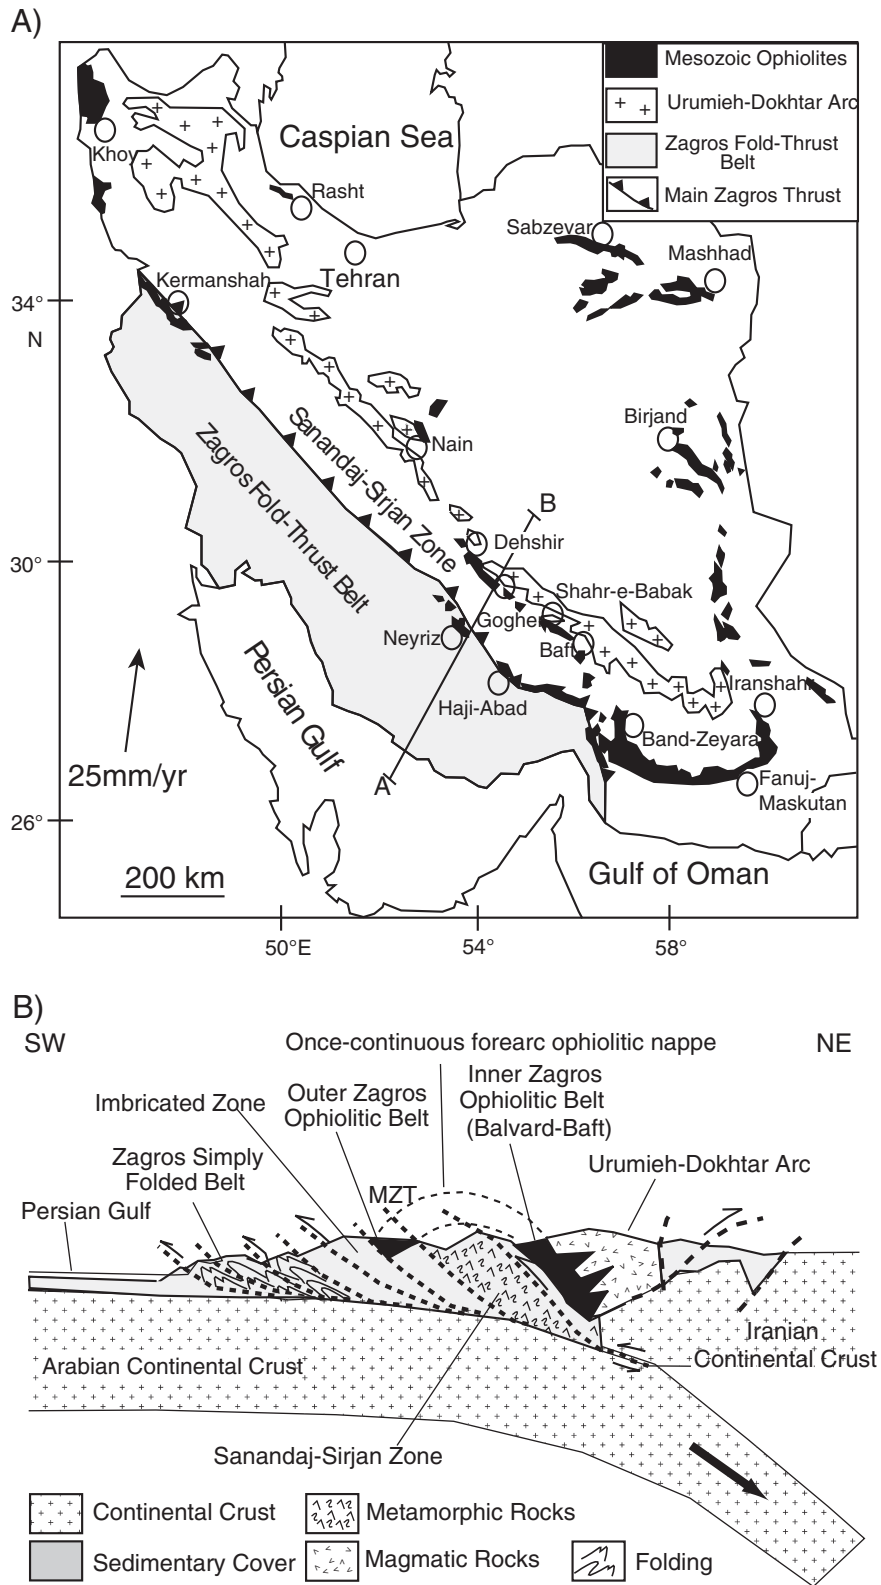 A)
Mesozoic Ophiolites
Urumieh-Dokhtar Arc
Zagros Fold-Thrust
Belt
Main Zagros Thrust
Caspian Sea
Khoy
Rasht
Sabzevar
Mashhad
Tehran
Kermanshah
34°
N
Birjand
Nain
Sanandaj-Sirjan Zone
Zagros Fold-Thrust Belt
B
Dehshir
30°
Shahr-e-Babak
Gogher
Baft
Neyriz
Persian Gulf
Iranshahr
Haji-Abad
Band-Zeyarat
25mm/yr
A
Fanuj-
Maskutan
26°
200 km
Gulf of Oman
50°E
54°
58°
B)
SW
NE
Once-continuous forearc ophiolitic nappe
Inner Zagros
Ophiolitic Belt
(Balvard-Baft)
Outer Zagros
Ophiolitic Belt
Imbricated Zone
Zagros Simply
Folded Belt
Urumieh-Dokhtar Arc
MZT
Persian Gulf
Iranian
Continental Crust
Arabian Continental Crust
Sanandaj-Sirjan Zone
Continental Crust
Metamorphic Rocks
Sedimentary Cover
Magmatic Rocks
Folding